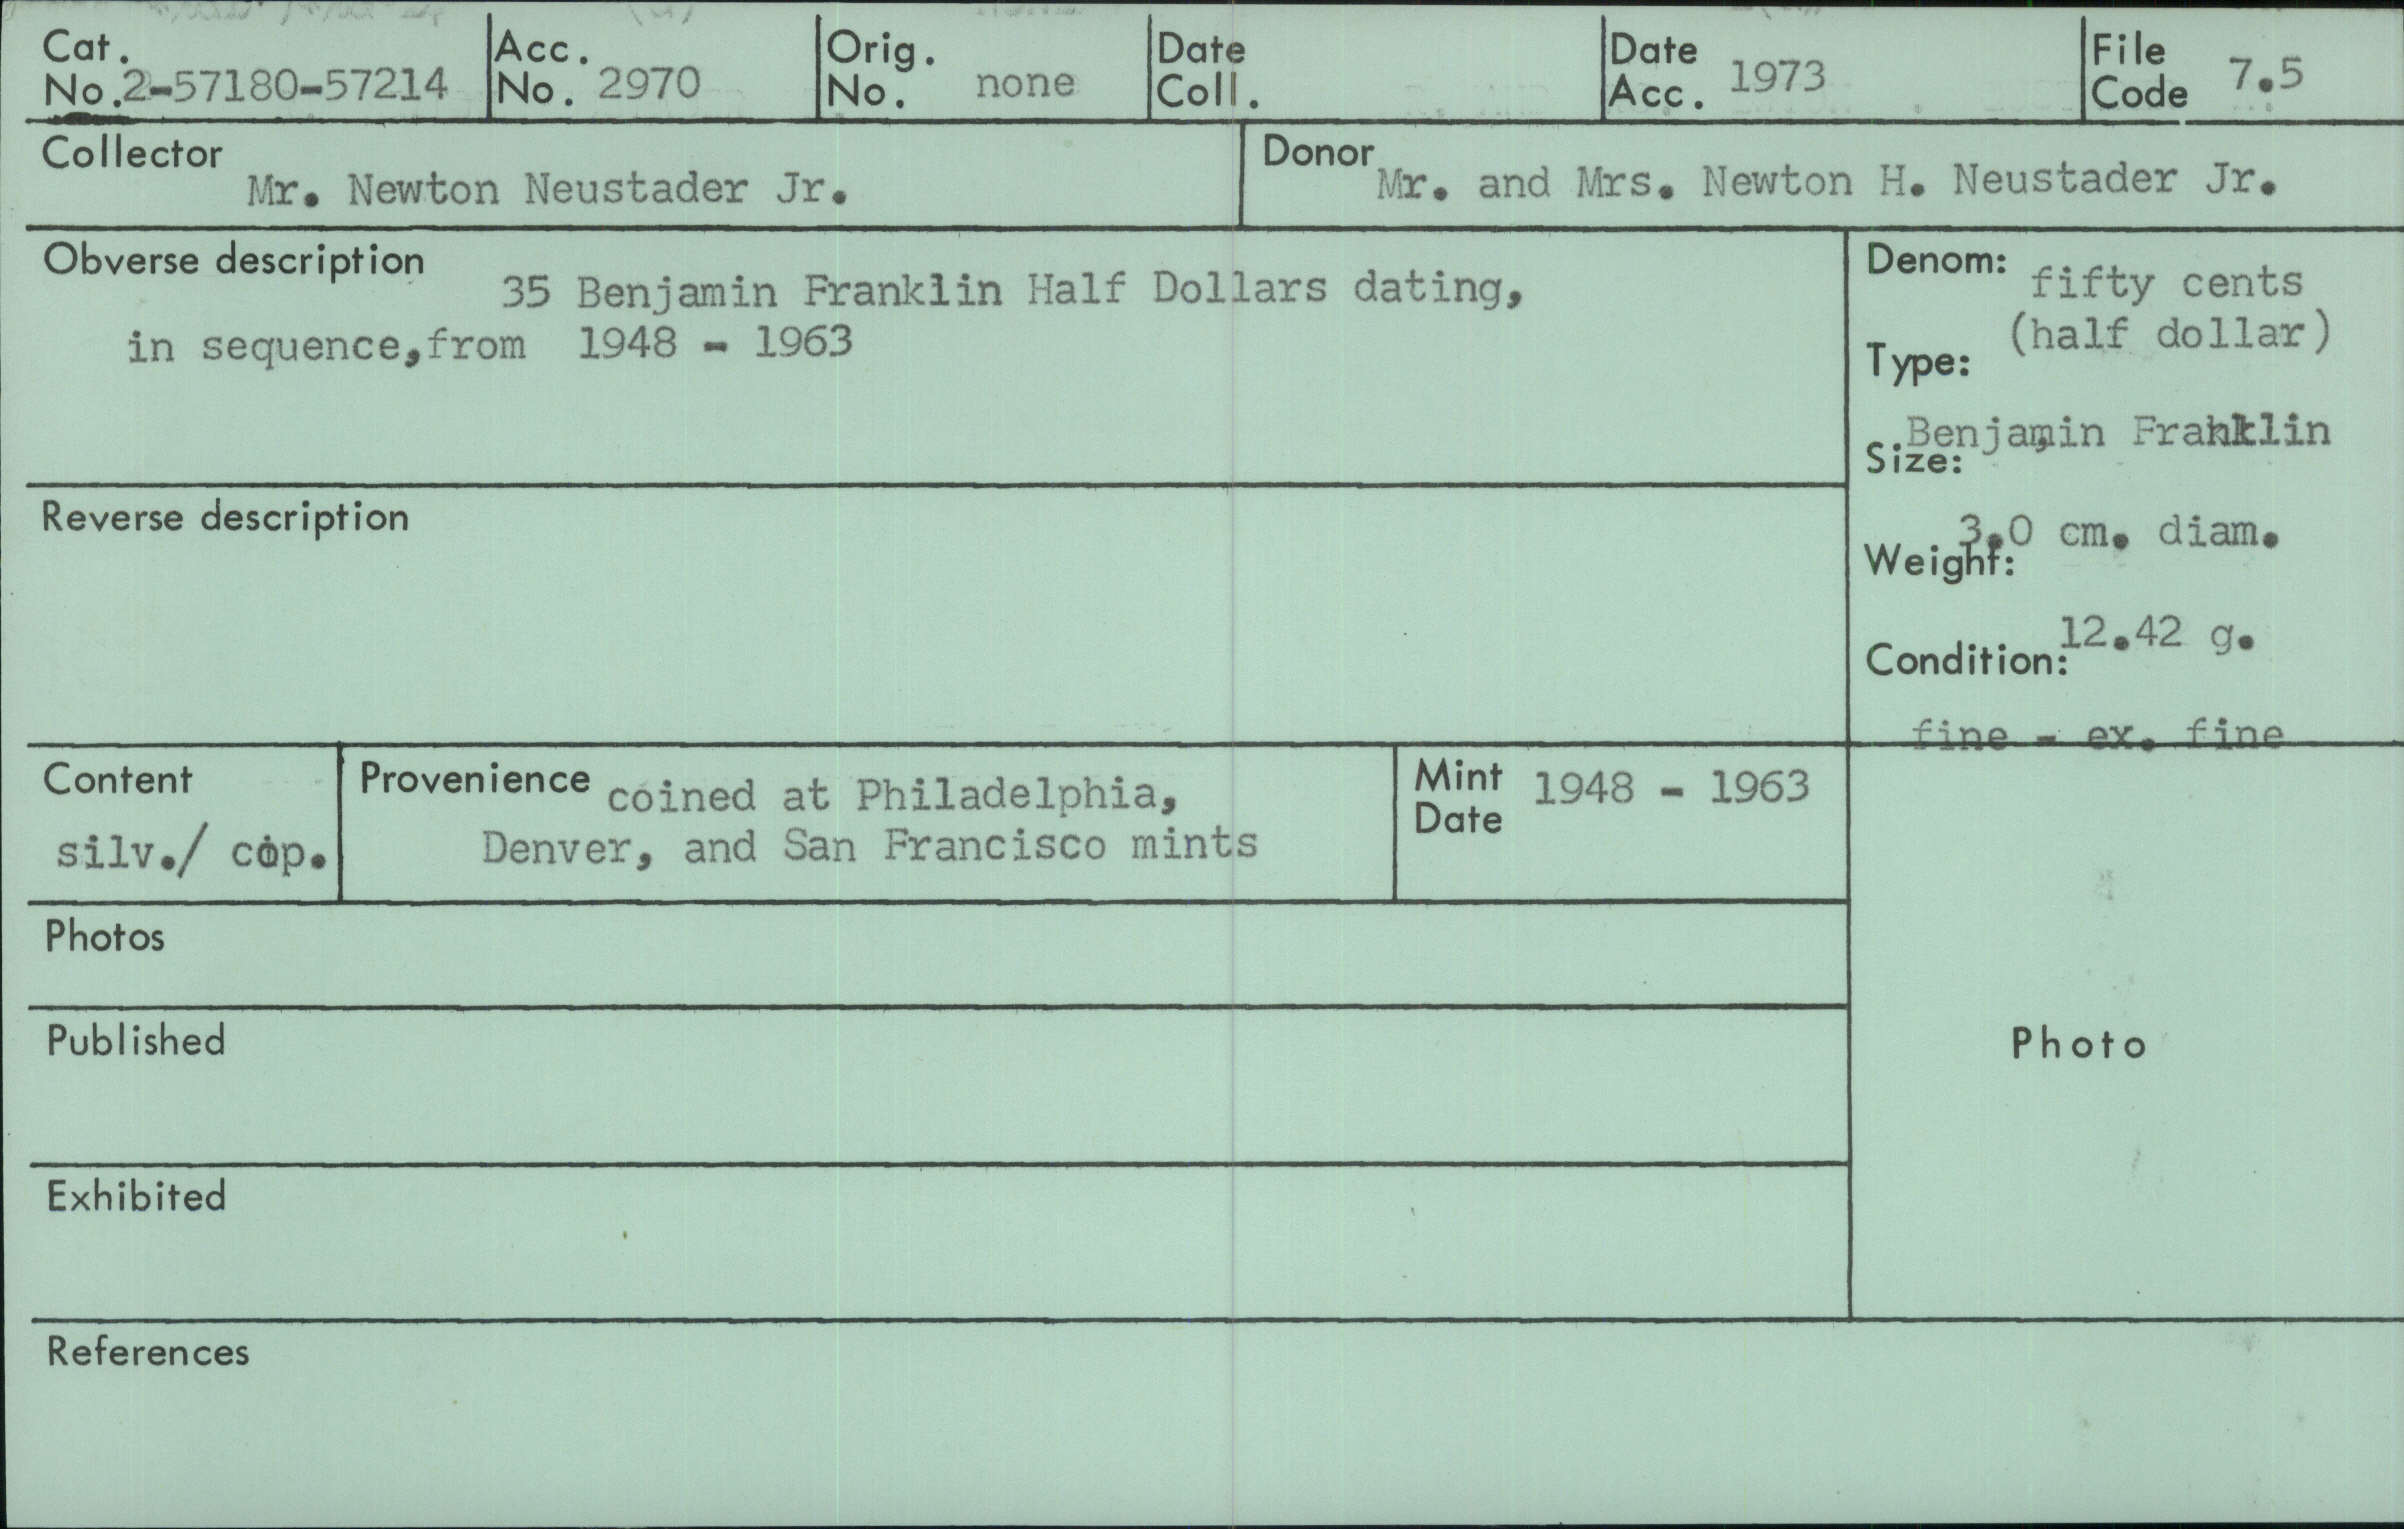 Cat. No. 2-57180-57214
Acc. No. 2970
Orig. No. none
Date Coll.
Date Acc. 1973
File Code 7.5
Collector Mr. Newton Neustader Jr.
Donor Mr. and Mrs. Newton H. Neustader Jr.
Obverse description 35 Benjamin Franklin Half Dollars dating,
in sequence,from 1948 - 1963
Denom: fifty cents
(half dollar)
Type:
Benjamin Franklin
Size:
3.0 cm. diam.
Weight:
12.42 g.
Condition:
fine - ex. fine
Reverse description
Content
silv./ cop.
Provenience coined at Philadelphia,
Denver, and San Francisco mints
Mint Date 1948 - 1963
Photos
Published
Photo
Exhibited
References